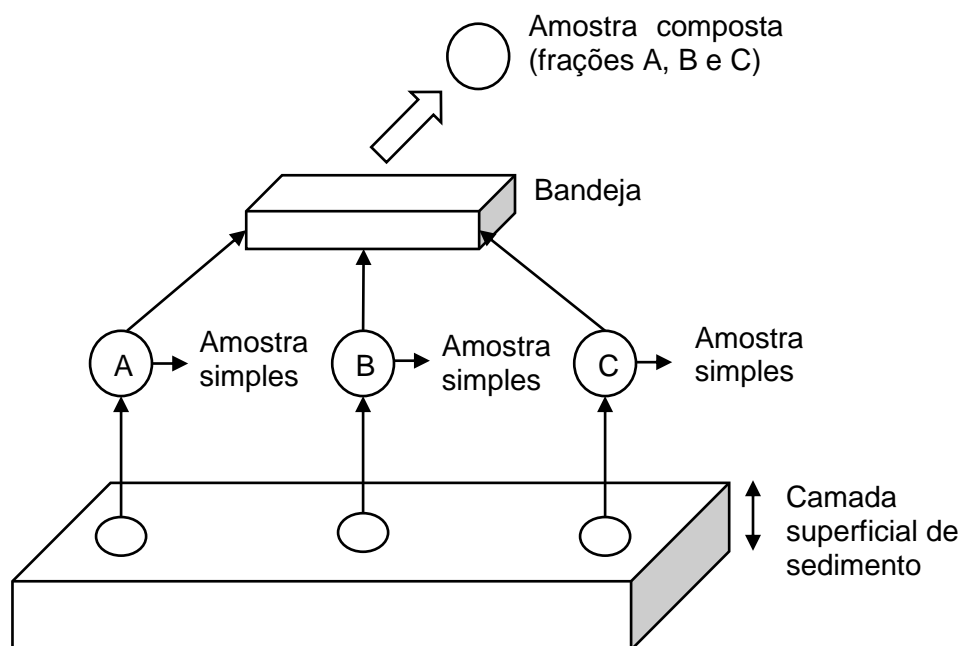 Amostra composta
(frações A, B e C)
Bandeja
A
Amostra
simples
B
Amostra
simples
C
Amostra
simples
Camada
superficial de
sedimento